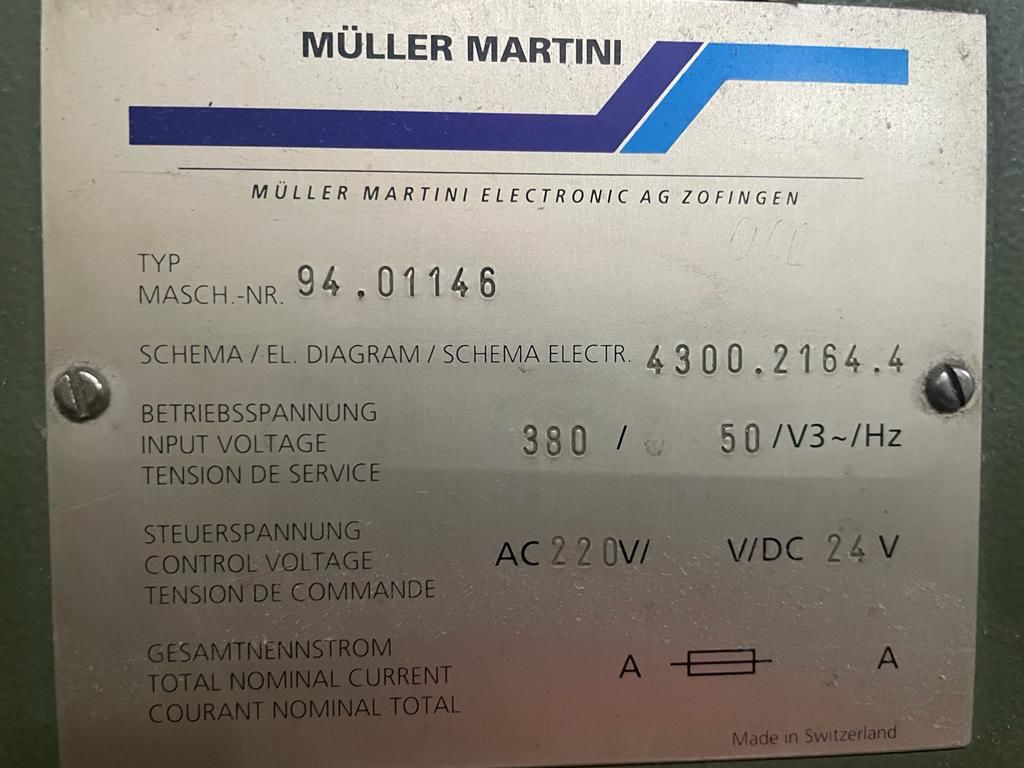 MÜLLER MARTINI
MÜLLER MARTINI ELECTRONIC AG ZOFINGEN
TYP
MASCH.-NR. 94.01146
SCHEMA / EL. DIAGRAM / SCHEMA ELECTR. 4300.2164.4
BETRIEBSSPANNUNG
INPUT VOLTAGE 380 / 50 /V3~/Hz
TENSION DE SERVICE
STEUERSPANNUNG
CONTROL VOLTAGE AC 220V/ V/DC 24 V
TENSION DE COMMANDE
GESAMTNENNSTROM
TOTAL NOMINAL CURRENT A A
COURANT NOMINAL TOTAL
Made in Switzerland